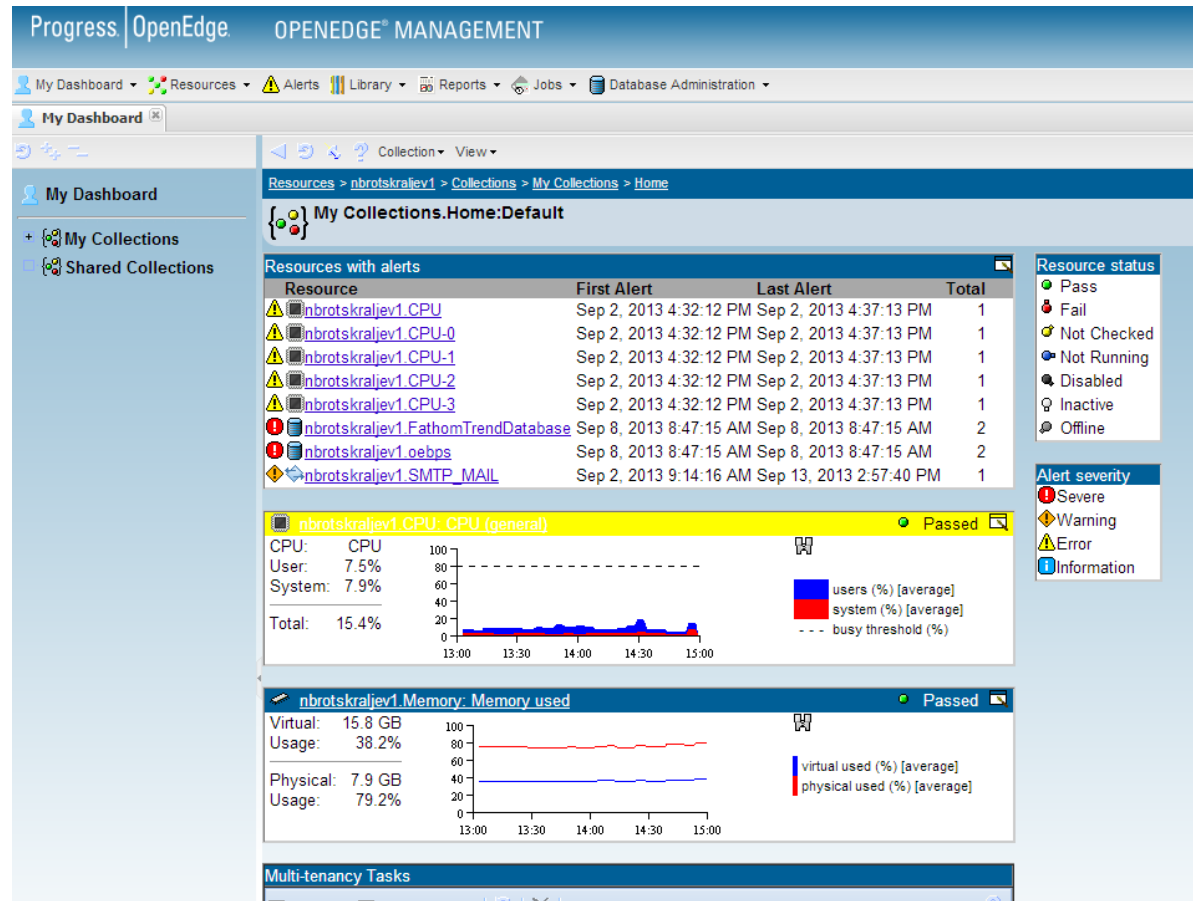 Progress. OpenEdge. OPENEDGE® MANAGEMENT
My Dashboard Resources Alerts Library Reports Jobs Database Administration
My Dashboard
Collection View
My Dashboard
My Collections
Shared Collections
Resources > nbrotskraljev1 > Collections > My Collections > Home
My Collections.Home:Default
Resources with alerts
Resource First Alert Last Alert Total
nbrotskraljev1.CPU Sep 2, 2013 4:32:12 PM Sep 2, 2013 4:37:13 PM 1
nbrotskraljev1.CPU-0 Sep 2, 2013 4:32:12 PM Sep 2, 2013 4:37:13 PM 1
nbrotskraljev1.CPU-1 Sep 2, 2013 4:32:12 PM Sep 2, 2013 4:37:13 PM 1
nbrotskraljev1.CPU-2 Sep 2, 2013 4:32:12 PM Sep 2, 2013 4:37:13 PM 1
nbrotskraljev1.CPU-3 Sep 2, 2013 4:32:12 PM Sep 2, 2013 4:37:13 PM 1
nbrotskraljev1.FathomTrendDatabase Sep 8, 2013 8:47:15 AM Sep 8, 2013 8:47:15 AM 2
nbrotskraljev1.oebps Sep 8, 2013 8:47:15 AM Sep 8, 2013 8:47:15 AM 2
nbrotskraljev1.SMTP_MAIL Sep 2, 2013 9:14:16 AM Sep 13, 2013 2:57:40 PM 1
Resource status
Pass
Fail
Not Checked
Not Running
Disabled
Inactive
Offline
Alert severity
Severe
Warning
Error
Information
nbrotskraljev1.CPU: CPU (general) Passed
CPU: CPU
User: 7.5%
System: 7.9%
Total: 15.4%
100
80
60
40
20
0
13:00 13:30 14:00 14:30 15:00
users (%) [average]
system (%) [average]
busy threshold (%)
nbrotskraljev1.Memory: Memory used Passed
Virtual: 15.8 GB
Usage: 38.2%
Physical: 7.9 GB
Usage: 79.2%
100
80
60
40
20
0
13:00 13:30 14:00 14:30 15:00
virtual used (%) [average]
physical used (%) [average]
Multi-tenancy Tasks